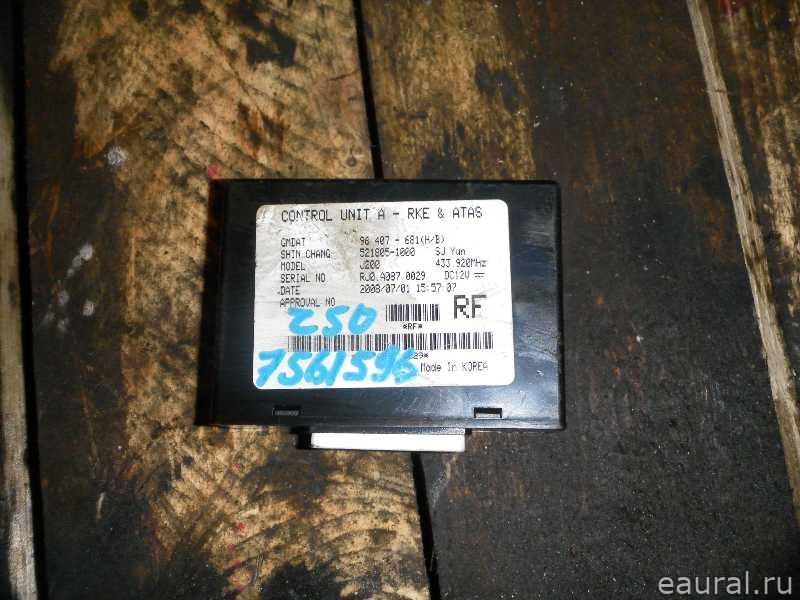 CONTROL UNIT A - RKE & ATAS
GMDAT 96 407 - 681(H/B)
SHIN CHANG 521805-1000 SJ Yun
MODEL J200 433.920MHz
SERIAL NO RJ0.A087.0029 DC12V
DATE 2008/07/01 15:57:07
APPROVAL NO
RF
*RF*
250
29*
7561596
Made In KOREA
eaural.ru